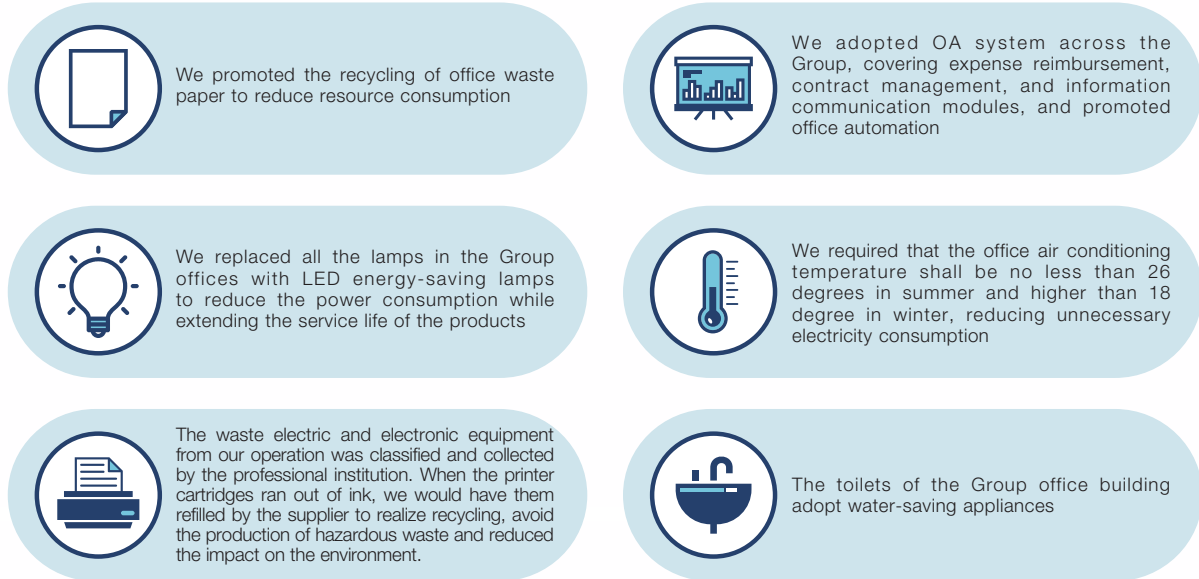 We promoted the recycling of office waste
paper to reduce resource consumption
We adopted OA system across the
Group, covering expense reimbursement,
contract management, and information
communication modules, and promoted
office automation
We replaced all the lamps in the Group
offices with LED energy-saving lamps
to reduce the power consumption while
extending the service life of the products
We required that the office air conditioning
temperature shall be no less than 26
degrees in summer and higher than 18
degree in winter, reducing unnecessary
electricity consumption
The waste electric and electronic equipment
from our operation was classified and collected
by the professional institution. When the printer
cartridges ran out of ink, we would have them
refilled by the supplier to realize recycling, avoid
the production of hazardous waste and reduced
the impact on the environment.
The toilets of the Group office building
adopt water-saving appliances